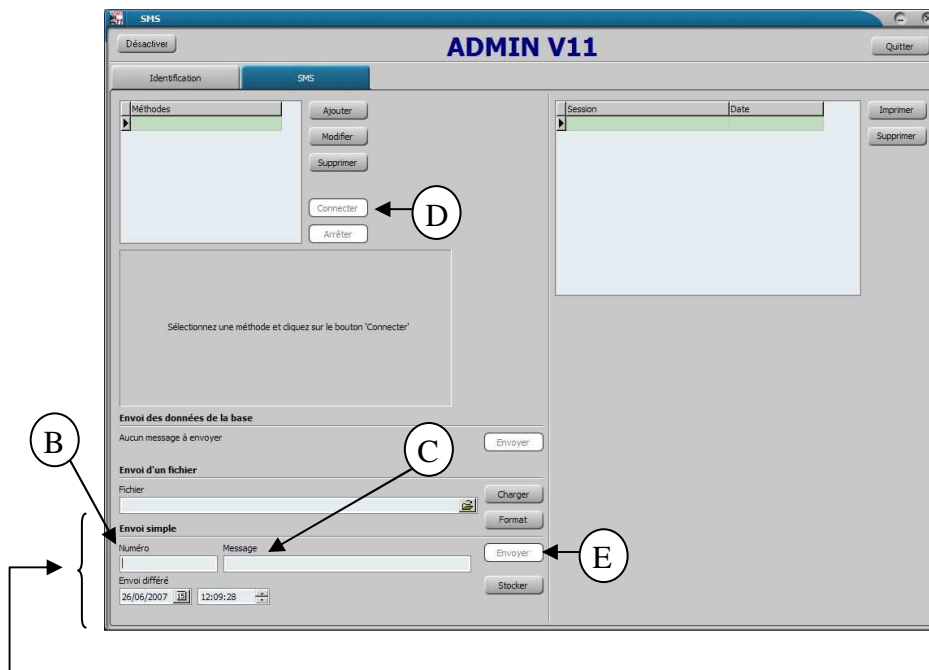 SMS
Désactiver
ADMIN V11
Quitter
Identification
SMS
Méthodes
Ajouter
Modifier
Supprimer
Connecter
Arrêter
D
Session
Date
Imprimer
Supprimer
Sélectionnez une méthode et cliquez sur le bouton 'Connecter'
Envoi des données de la base
Aucun message à envoyer
Envoyer
B
C
Envoi d'un fichier
Fichier
Charger
Format
Envoi simple
Numéro
Message
Envoyer
E
Envoi différé
26/06/2007
15
12:09:28
Stocker